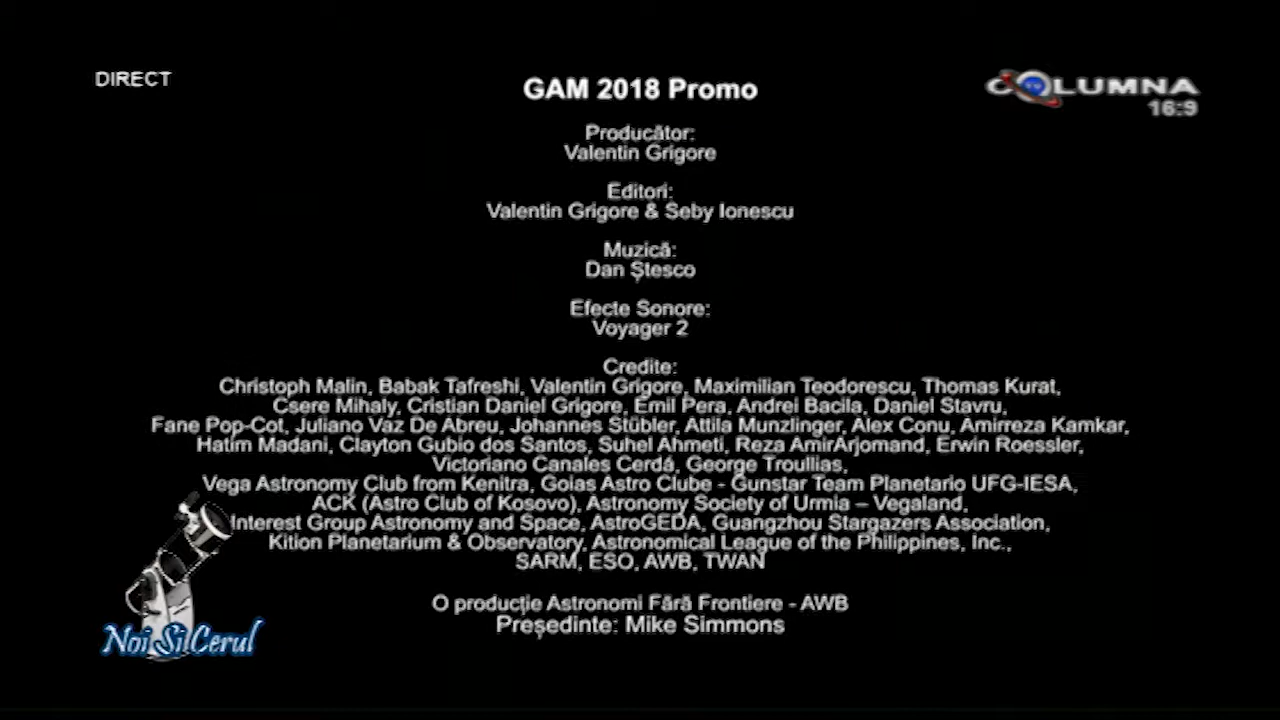 DIRECT
GAM 2018 Promo
COLUMNA
TV
16:9
Producător:
Valentin Grigore
Editori:
Valentin Grigore & Seby Ionescu
Muzică:
Dan Ștesco
Efecte Sonore:
Voyager 2
Credite:
Christoph Malin, Babak Tafreshi, Valentin Grigore, Maximilian Teodorescu, Thomas Kurat,
Csere Mihaly, Cristian Daniel Grigore, Emil Pera, Andrei Bacila, Daniel Stavru,
Fane Pop-Cot, Juliano Vaz De Abreu, Johannes Stübler, Attila Munzlinger, Alex Conu, Amirreza Kamkar,
Hatim Madani, Clayton Gubio dos Santos, Suhel Ahmeti, Reza AmirArjomand, Erwin Roessler,
Victoriano Canales Cerdá, George Troullias,
Vega Astronomy Club from Kenitra, Goias Astro Clube - Gunstar Team Planetario UFG-IESA,
ACK (Astro Club of Kosovo), Astronomy Society of Urmia – Vegaland,
Interest Group Astronomy and Space, AstroGEDA, Guangzhou Stargazers Association,
Kition Planetarium & Observatory, Astronomical League of the Philippines, Inc.,
SARM, ESO, AWB, TWAN
O producție Astronomi Fără Frontiere - AWB
Președinte: Mike Simmons
Noi Si Cerul